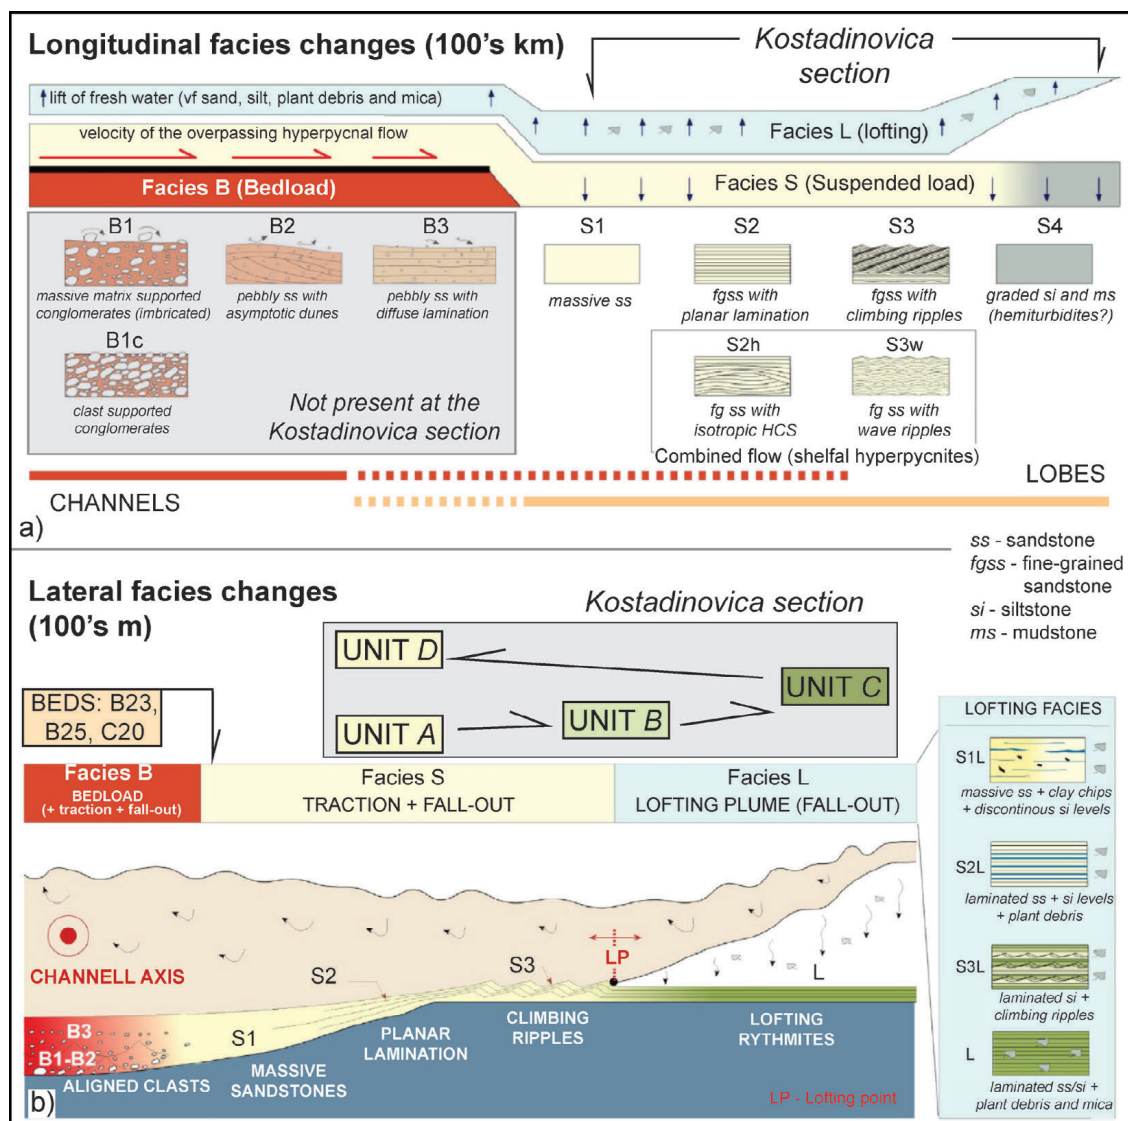 Longitudinal facies changes (100's km)
Kostadinovica
section
lift of fresh water (vf sand, silt, plant debris and mica)
velocity of the overpassing hyperpycnal flow
Facies L (lofting)
Facies B (Bedload)
Facies S (Suspended load)
B1
massive matrix supported
conglomerates (imbricated)
B2
pebbly ss with
asymptotic dunes
B3
pebbly ss with
diffuse lamination
S1
massive ss
S2
fgss with
planar lamination
S3
fgss with
climbing ripples
S4
graded si and ms
(hemiturbidites?)
B1c
clast supported
conglomerates
Not present at the
Kostadinovica section
S2h
fg ss with
isotropic HCS
S3w
fg ss with
wave ripples
Combined flow (shelfal hyperpycnites)
CHANNELS
LOBES
a)
ss - sandstone
fgss - fine-grained
sandstone
si - siltstone
ms - mudstone
Lateral facies changes
(100's m)
Kostadinovica section
UNIT D
UNIT C
UNIT A
UNIT B
BEDS: B23,
B25, C20
Facies B
BEDLOAD
(+ traction + fall-out)
Facies S
TRACTION + FALL-OUT
Facies L
LOFTING PLUME (FALL-OUT)
CHANNELL AXIS
S2
S3
LP
L
B3
B1-B2
S1
ALIGNED CLASTS
MASSIVE
SANDSTONES
PLANAR
LAMINATION
CLIMBING
RIPPLES
LOFTING
RYTHMITES
LP - Lofting point
b)
LOFTING FACIES
S1L
massive ss + clay chips
+ discontinous si levels
S2L
laminated ss + si levels
+ plant debris
S3L
laminated si +
climbing ripples
L
laminated ss/si +
plant debris and mica